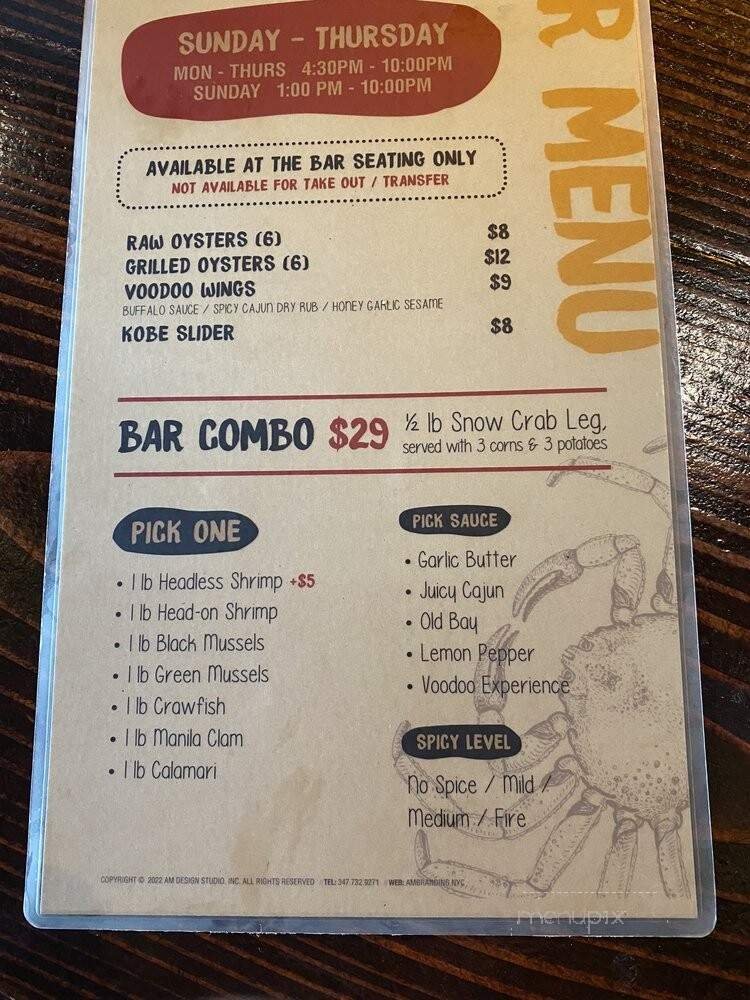 SUNDAY - THURSDAY
MON - THURS 4:30PM - 10:00PM
SUNDAY 1:00 PM - 10:00PM
R MENU
AVAILABLE AT THE BAR SEATING ONLY
NOT AVAILABLE FOR TAKE OUT / TRANSFER
RAW OYSTERS (6) $8
GRILLED OYSTERS (6) $12
VOODOO WINGS $9
BUFFALO SAUCE / SPICY CAJUN DRY RUB / HONEY GARLIC SESAME
KOBE SLIDER $8
BAR COMBO $29
½ lb Snow Crab Leg,
served with 3 corns & 3 potatoes
PICK ONE
• 1 lb Headless Shrimp +$5
• 1 lb Head-on Shrimp
• 1 lb Black Mussels
• 1 lb Green Mussels
• 1 lb Crawfish
• 1 lb Manila Clam
• 1 lb Calamari
PICK SAUCE
• Garlic Butter
• Juicy Cajun
• Old Bay
• Lemon Pepper
• Voodoo Experience
SPICY LEVEL
No Spice / Mild /
Medium / Fire
COPYRIGHT © 2022 AM DESIGN STUDIO, INC. ALL RIGHTS RESERVED // TEL: 347.732.9271 // WEB: AMBRANDING.NYC
menupix